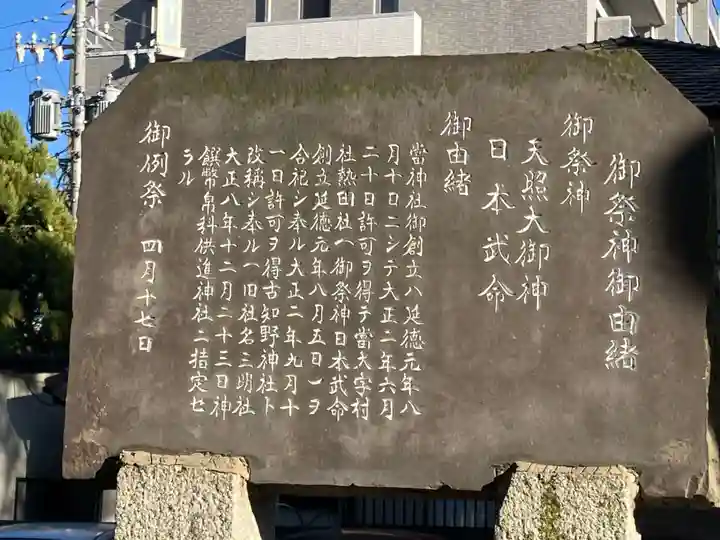 御祭神御由緒
御祭神
天照大御神
日本武命
御由緒
當神社御創立ハ延徳元年八
月十日ニシテ大正二年六月
二十日許可ヲ得テ當大字村
社熱田社ヘ御祭神日本武命
創立延徳元年八月五日一ヲ
合祀シ奉ル大正二年九月十
一日許可ヲ得古知野神社ト
改稱シ奉ル一旧社名三明社
大正八年十二月二十三日神
饌幣帛料供進神社ニ指定セ
ラル
御例祭 四月十七日